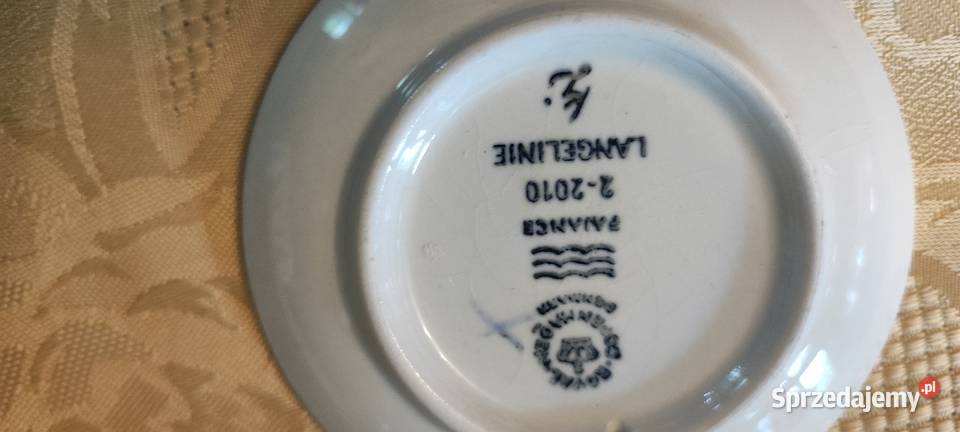 ROYAL COPENHAGEN
DENMARK
FAJANCE
2-2010
LANGELINIE
Sprzedajemy.pl